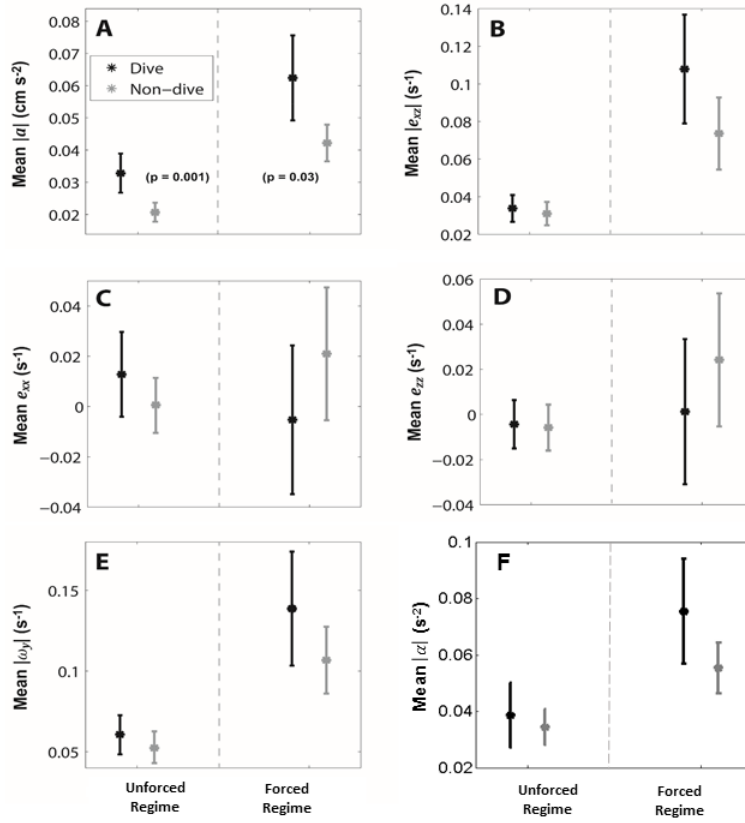 A
Mean |a| (cm s-2)
0.08
0.07
0.06
0.05
0.04
0.03
0.02
Dive
Non-dive
(p = 0.001)
(p = 0.03)
B
Mean |exz| (s-1)
0.14
0.12
0.1
0.08
0.06
0.04
0.02
C
Mean exx (s-1)
0.04
0.02
0
−0.02
−0.04
D
Mean ezz (s-1)
0.06
0.04
0.02
0
−0.02
−0.04
E
Mean |ωy| (s-1)
0.15
0.1
0.05
Unforced
Regime
Forced
Regime
F
Mean |α| (s-2)
0.1
0.08
0.06
0.04
0.02
Unforced
Regime
Forced
Regime